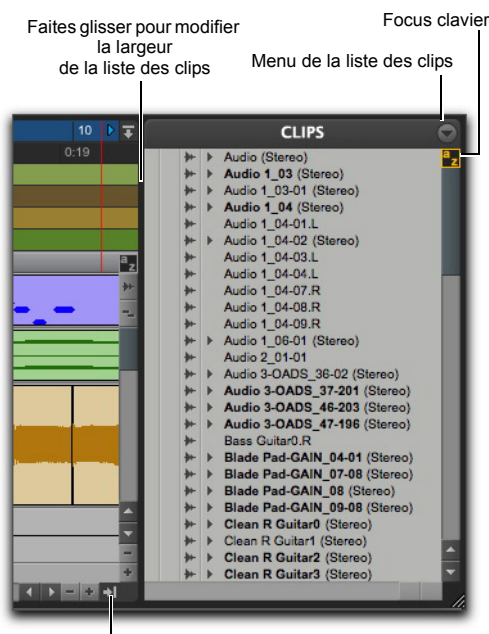 Faites glisser pour modifier
la largeur
de la liste des clips
Menu de la liste des clips
Focus clavier
10
0:19
CLIPS
a z
a z
Audio (Stereo)
Audio 1_03 (Stereo)
Audio 1_03-01 (Stereo)
Audio 1_04 (Stereo)
Audio 1_04-01.L
Audio 1_04-02 (Stereo)
Audio 1_04-03.L
Audio 1_04-04.L
Audio 1_04-07.R
Audio 1_04-08.R
Audio 1_04-09.R
Audio 1_06-01 (Stereo)
Audio 2_01-01
Audio 3-OADS_36-02 (Stereo)
Audio 3-OADS_37-201 (Stereo)
Audio 3-OADS_46-203 (Stereo)
Audio 3-OADS_47-196 (Stereo)
Bass Guitar0.R
Blade Pad-GAIN_04-01 (Stereo)
Blade Pad-GAIN_07-08 (Stereo)
Blade Pad-GAIN_08 (Stereo)
Blade Pad-GAIN_09-08 (Stereo)
Clean R Guitar0 (Stereo)
Clean R Guitar1 (Stereo)
Clean R Guitar2 (Stereo)
Clean R Guitar3 (Stereo)